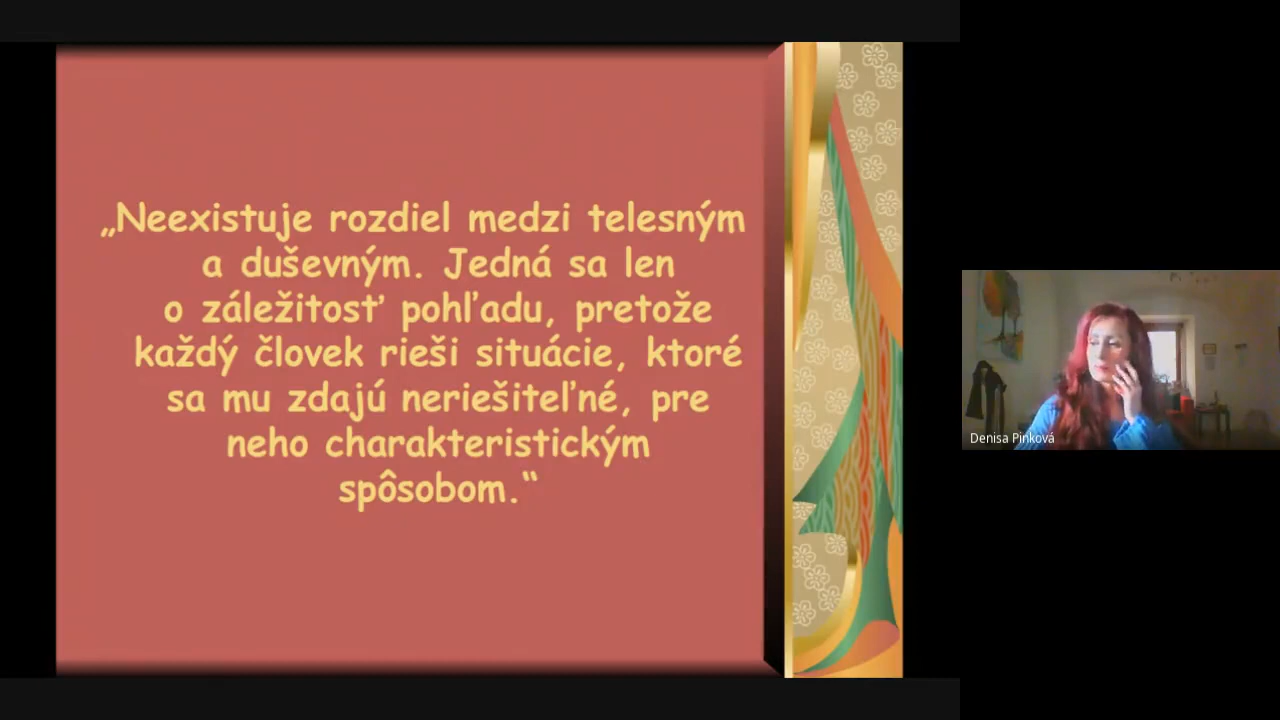 „Neexistuje rozdiel medzi telesným
a duševným. Jedná sa len
o záležitosť pohľadu, pretože
každý človek rieši situácie, ktoré
sa mu zdajú neriešiteľné, pre
neho charakteristickým
spôsobom.“
Denisa Pinková